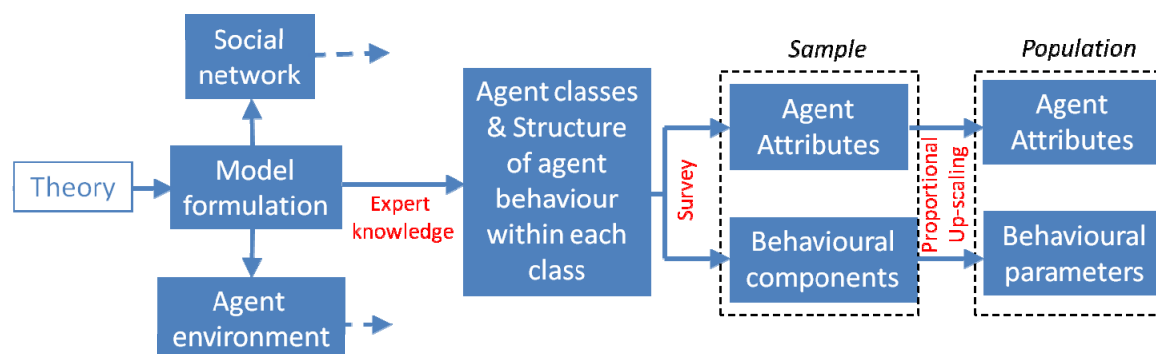 Social
network
Theory
Model
formulation
Agent
environment
Expert
knowledge
Agent classes
& Structure
of agent
behaviour
within each
class
Survey
Sample
Agent
Attributes
Behavioural
components
Proportional
Up-scaling
Population
Agent
Attributes
Behavioural
parameters